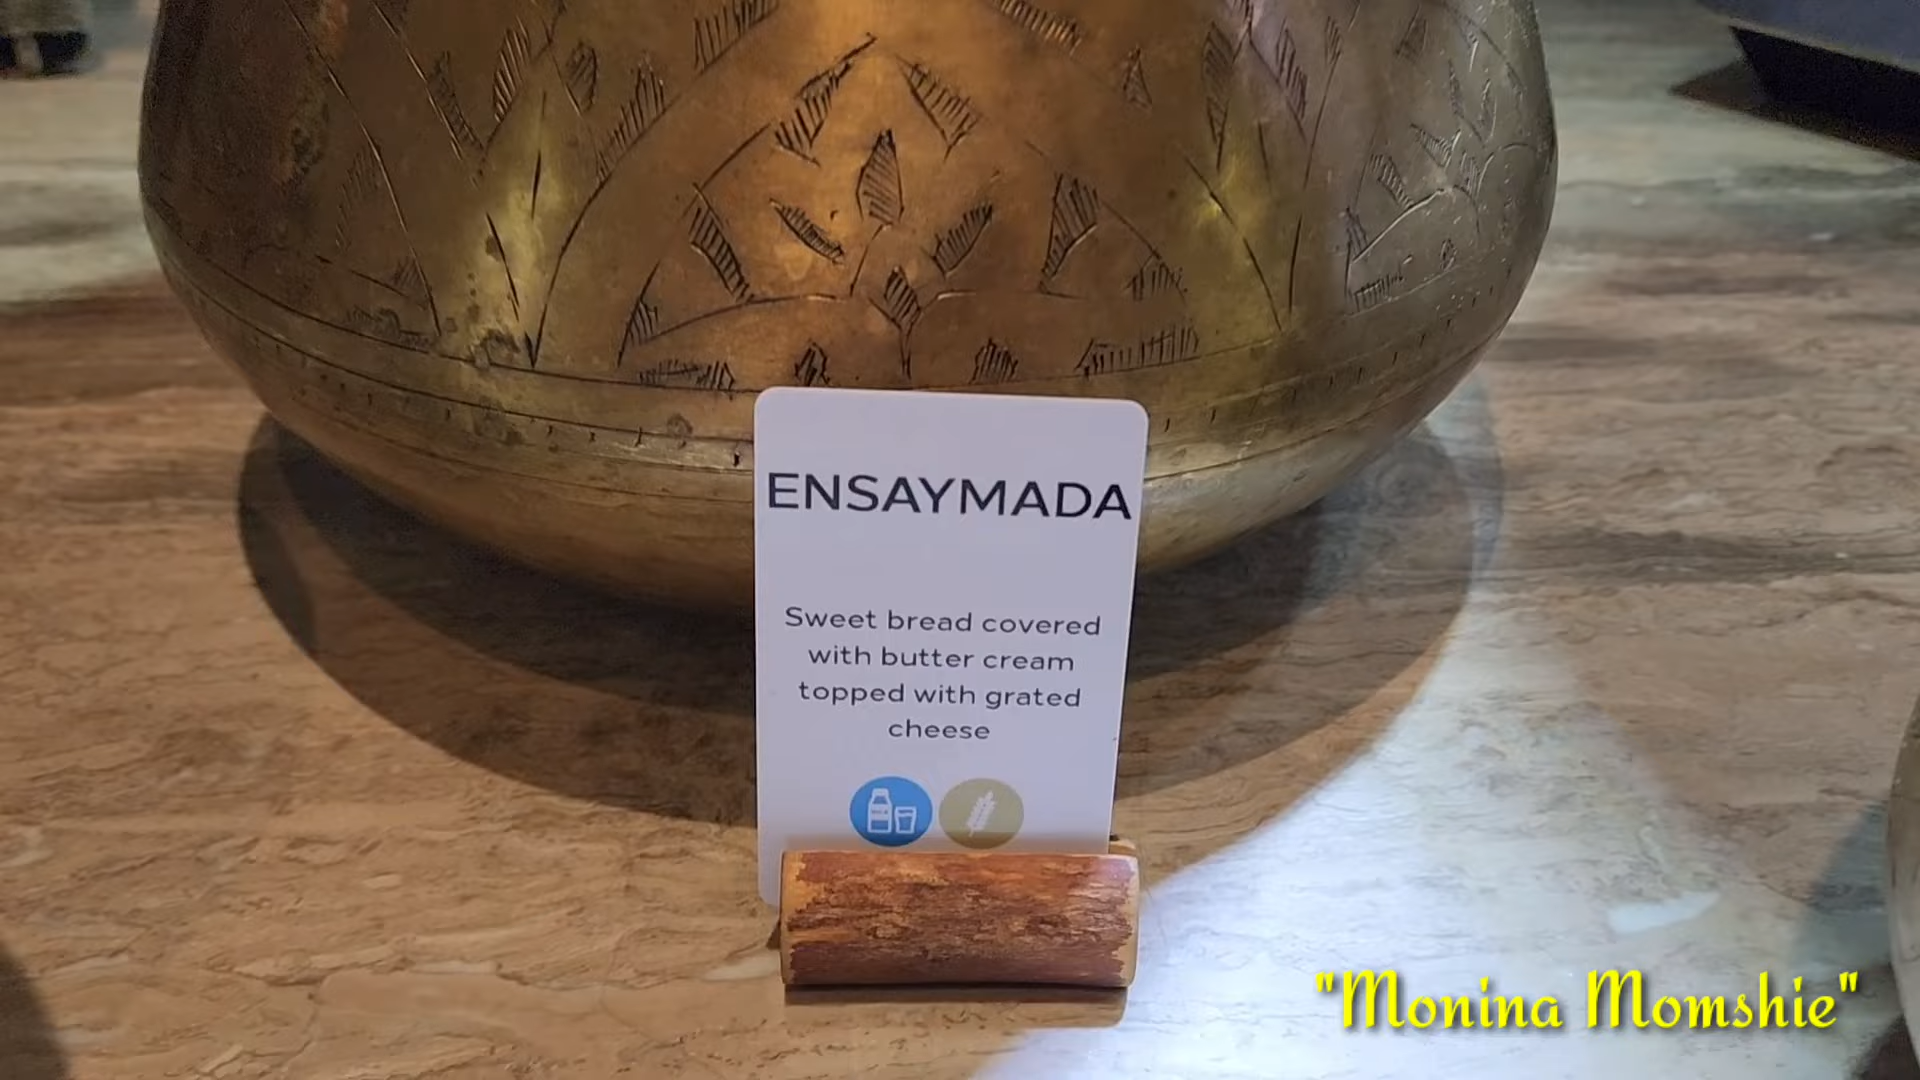 ENSAYMADA
Sweet bread covered
with butter cream
topped with grated
cheese
"Monina Momshie"